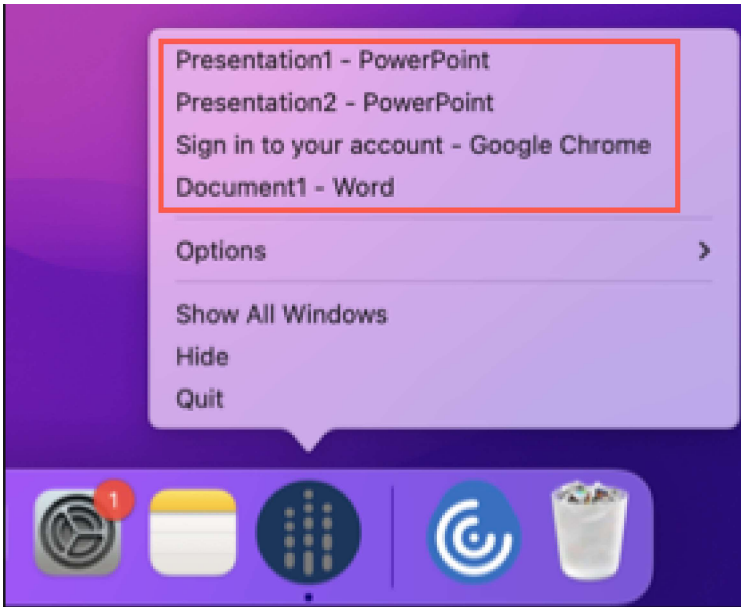 Presentation1 - PowerPoint
Presentation2 - PowerPoint
Sign in to your account - Google Chrome
Document1 - Word
Options
Show All Windows
Hide
Quit
1